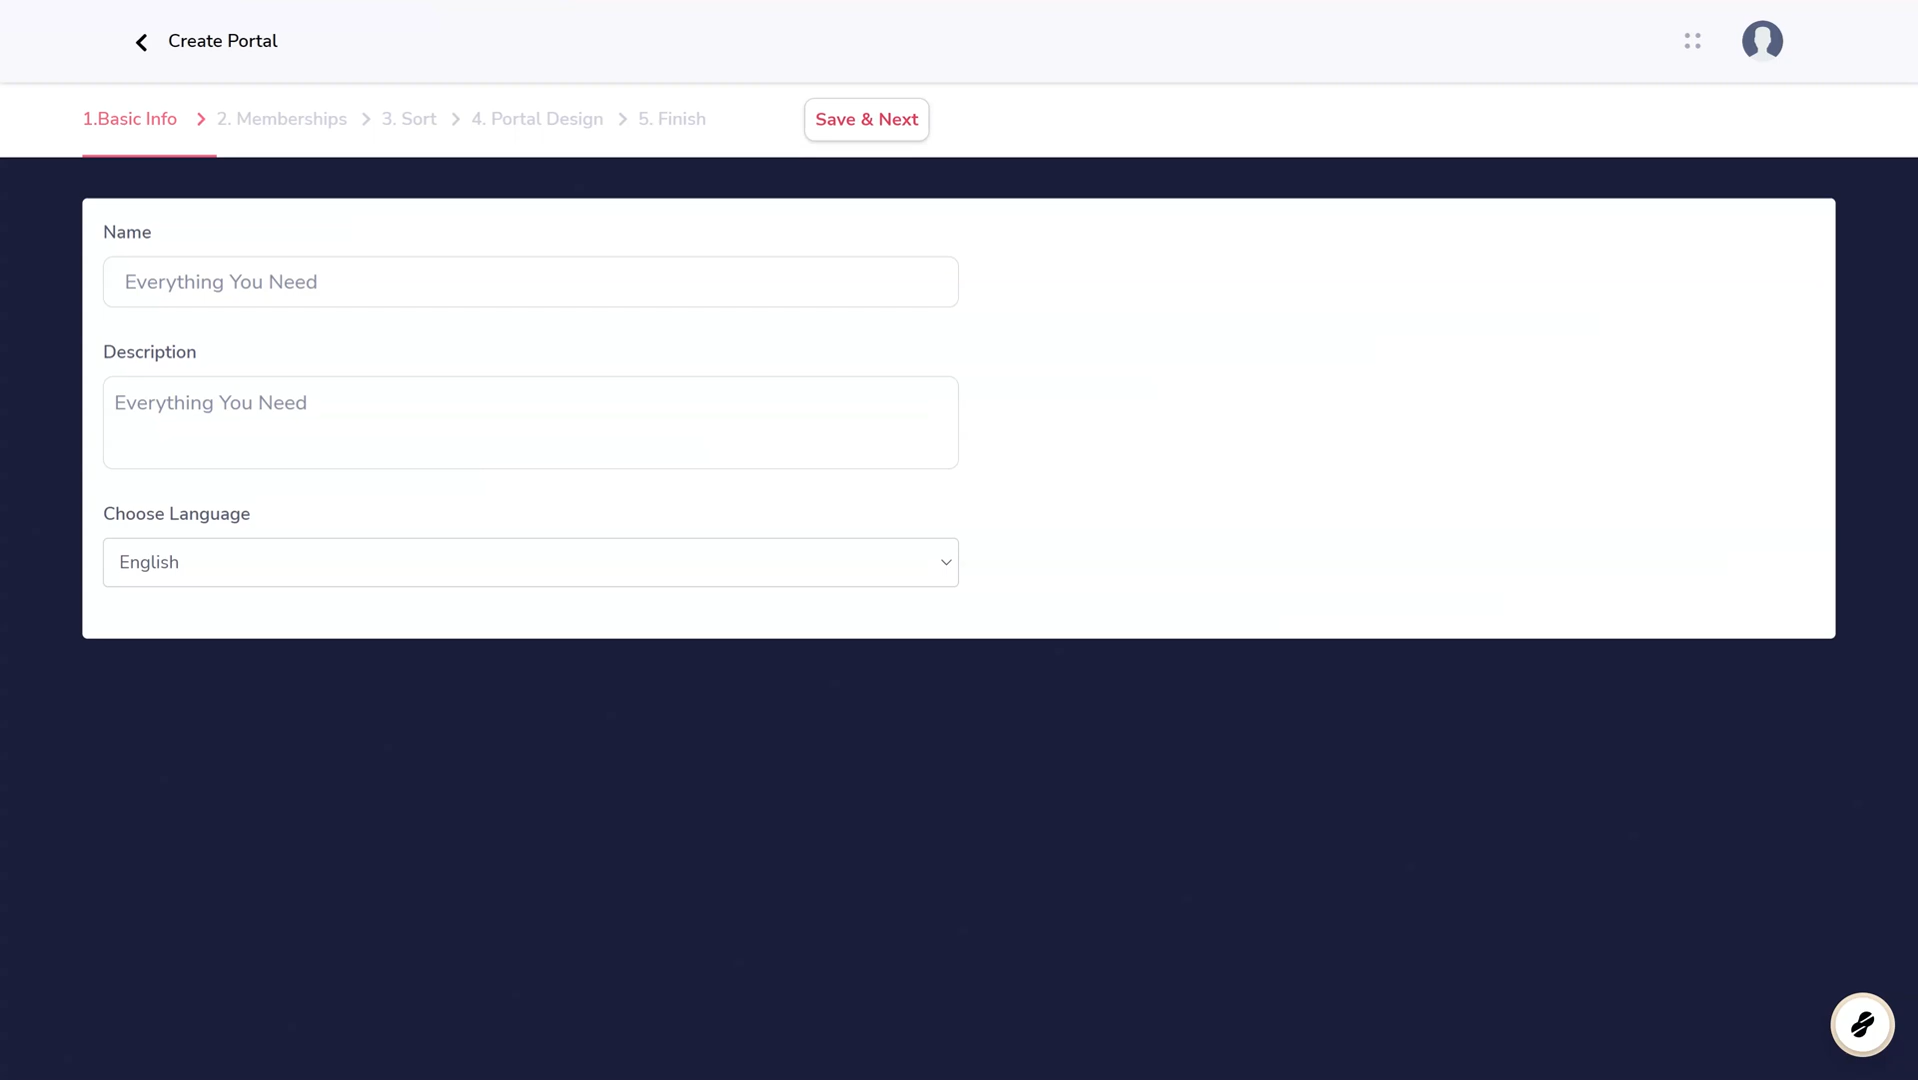 Create Portal
1.Basic Info
2. Memberships
3. Sort
4. Portal Design
5. Finish
Save & Next
Name
Everything You Need
Description
Everything You Need
Choose Language
English